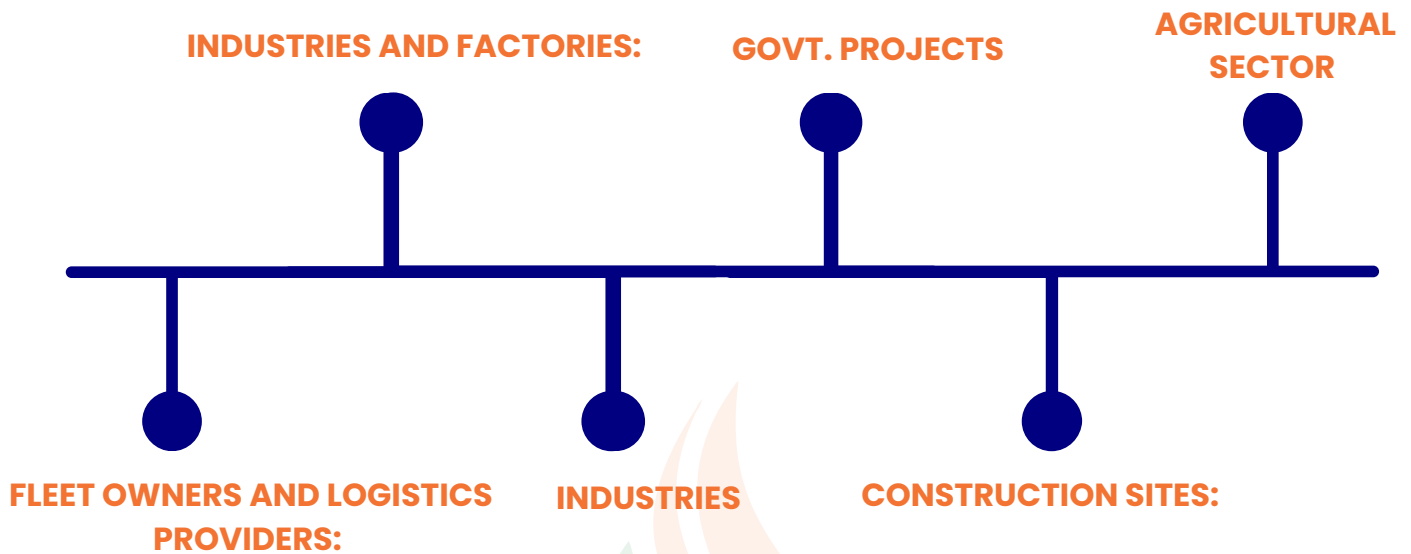 INDUSTRIES AND FACTORIES:
GOVT. PROJECTS
AGRICULTURAL
SECTOR
FLEET OWNERS AND LOGISTICS
PROVIDERS:
INDUSTRIES
CONSTRUCTION SITES: